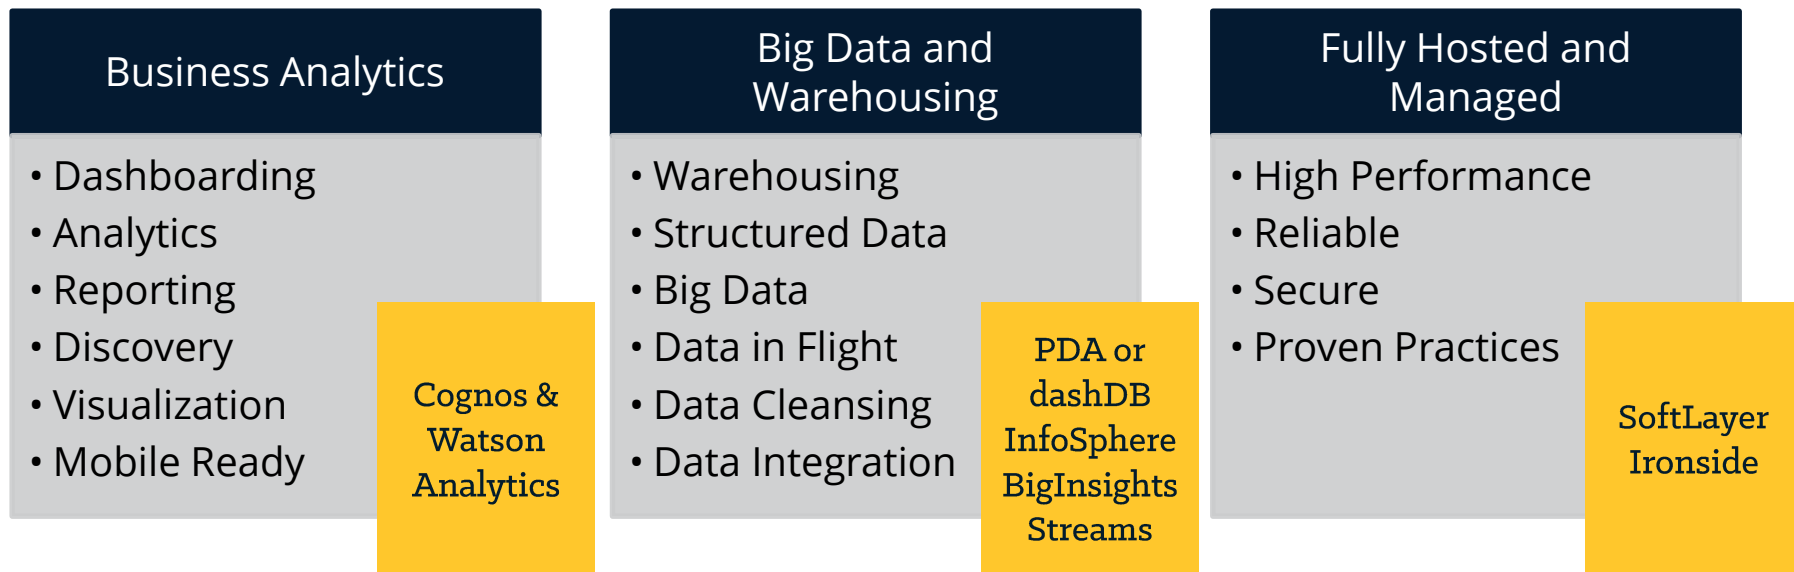 Business Analytics
• Dashboarding
• Analytics
• Reporting
• Discovery
• Visualization
• Mobile Ready
Cognos &
Watson
Analytics
Big Data and
Warehousing
• Warehousing
• Structured Data
• Big Data
• Data in Flight
• Data Cleansing
• Data Integration
PDA or
dashDB
InfoSphere
BigInsights
Streams
Fully Hosted and
Managed
• High Performance
• Reliable
• Secure
• Proven Practices
SoftLayer
Ironside